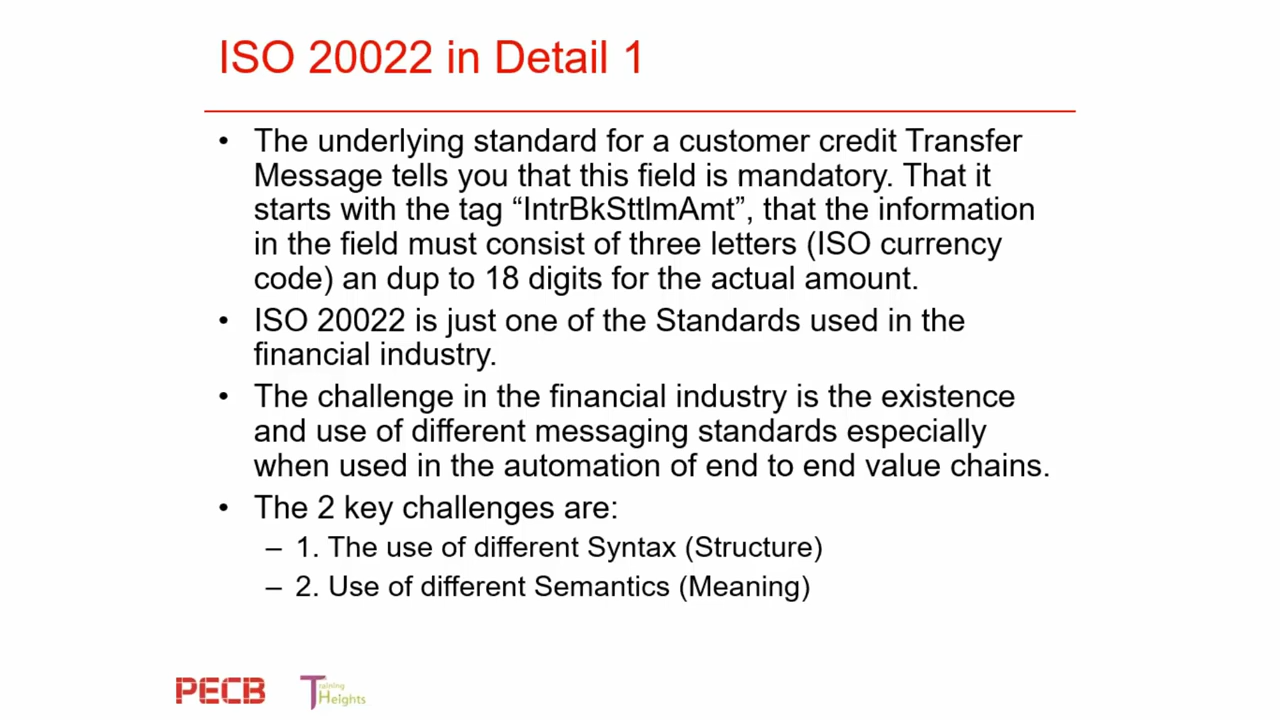 ISO 20022 in Detail 1
• The underlying standard for a customer credit Transfer
Message tells you that this field is mandatory. That it
starts with the tag “IntrBkSttlmAmt”, that the information
in the field must consist of three letters (ISO currency
code) an dup to 18 digits for the actual amount.
• ISO 20022 is just one of the Standards used in the
financial industry.
• The challenge in the financial industry is the existence
and use of different messaging standards especially
when used in the automation of end to end value chains.
• The 2 key challenges are:
– 1. The use of different Syntax (Structure)
– 2. Use of different Semantics (Meaning)
PECB
Training
Heights